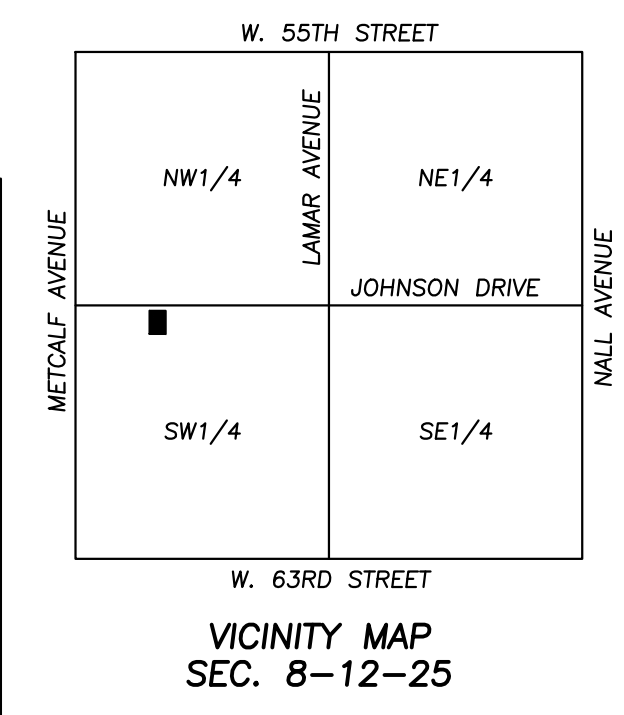 W. 55TH STREET
NW1/4
LAMAR AVENUE
NE1/4
METCALF AVENUE
JOHNSON DRIVE
NALL AVENUE
SW1/4
SE1/4
W. 63RD STREET
VICINITY MAP
SEC. 8-12-25